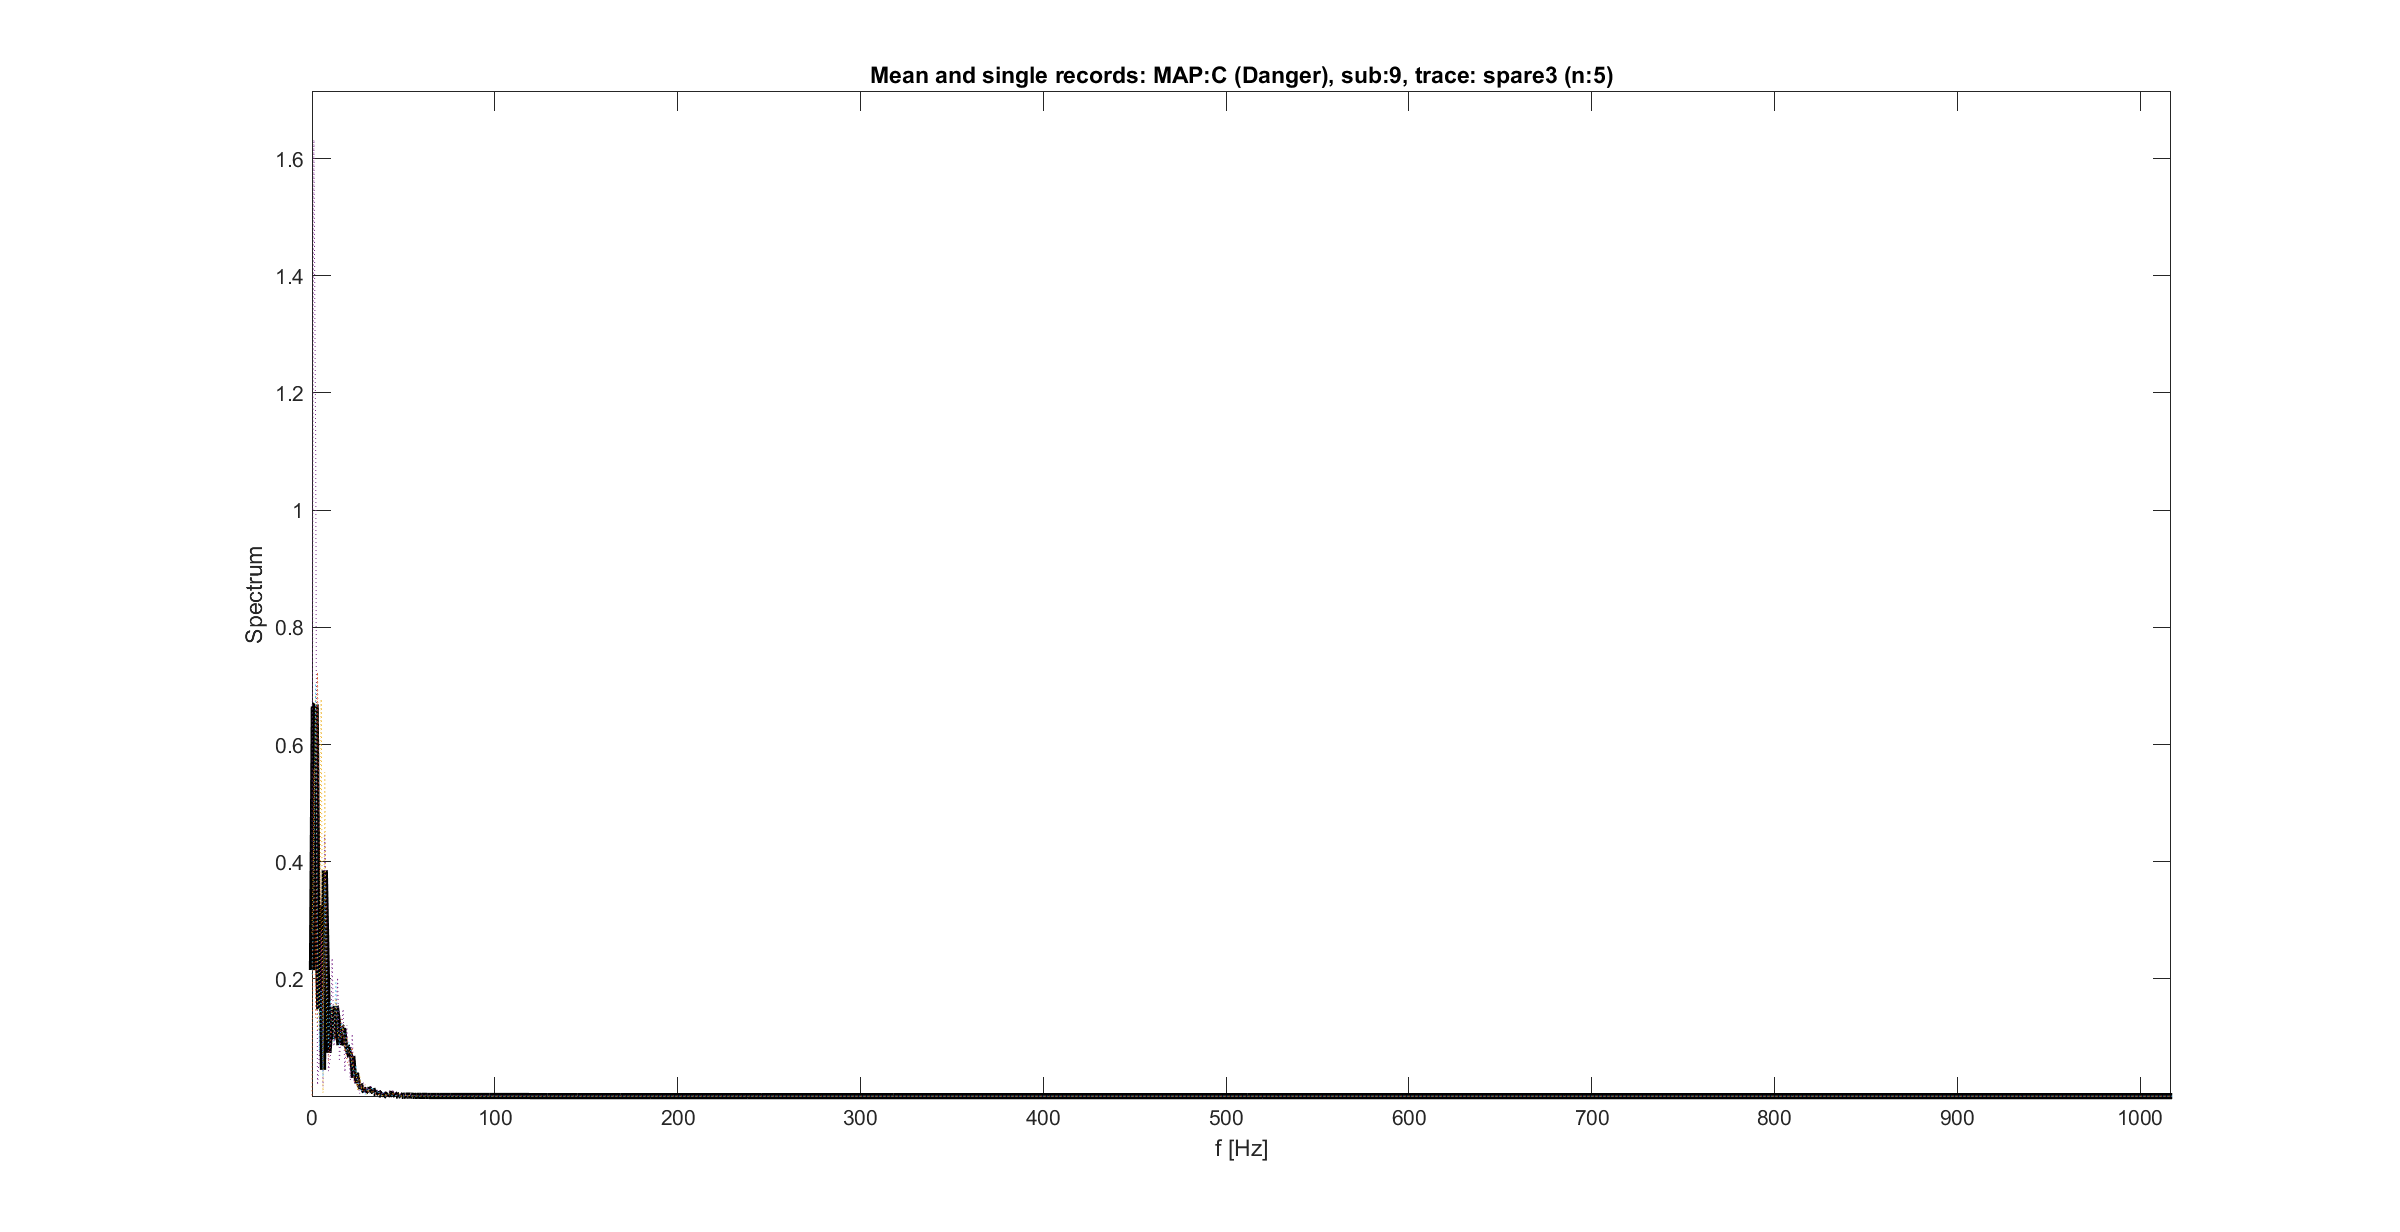 Mean and single records: MAP:C (Danger), sub:9, trace: spare3 (n:5)
1.6
1.4
1.2
1
0.8
0.6
0.4
0.2
Spectrum
0 100 200 300 400 500 600 700 800 900 1000
f [Hz]